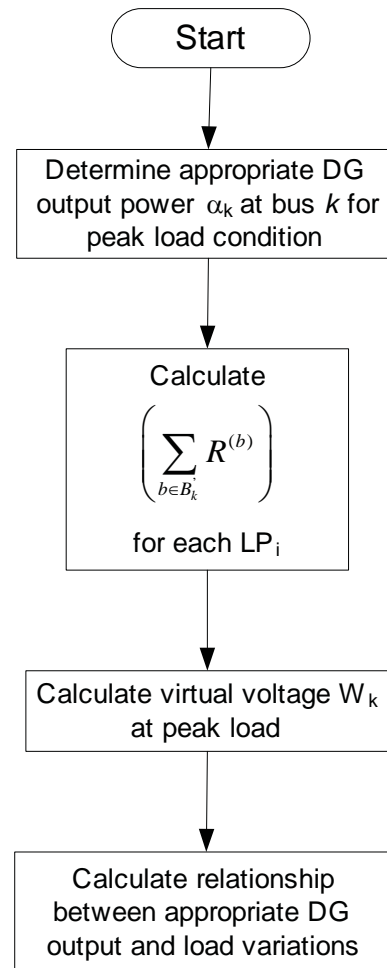 Start
Determine appropriate DG
output power αₖ at bus k for
peak load condition
Calculate
(∑_{b∈B'_k} R^{(b)})
for each LPᵢ
Calculate virtual voltage Wₖ
at peak load
Calculate relationship
between appropriate DG
output and load variations